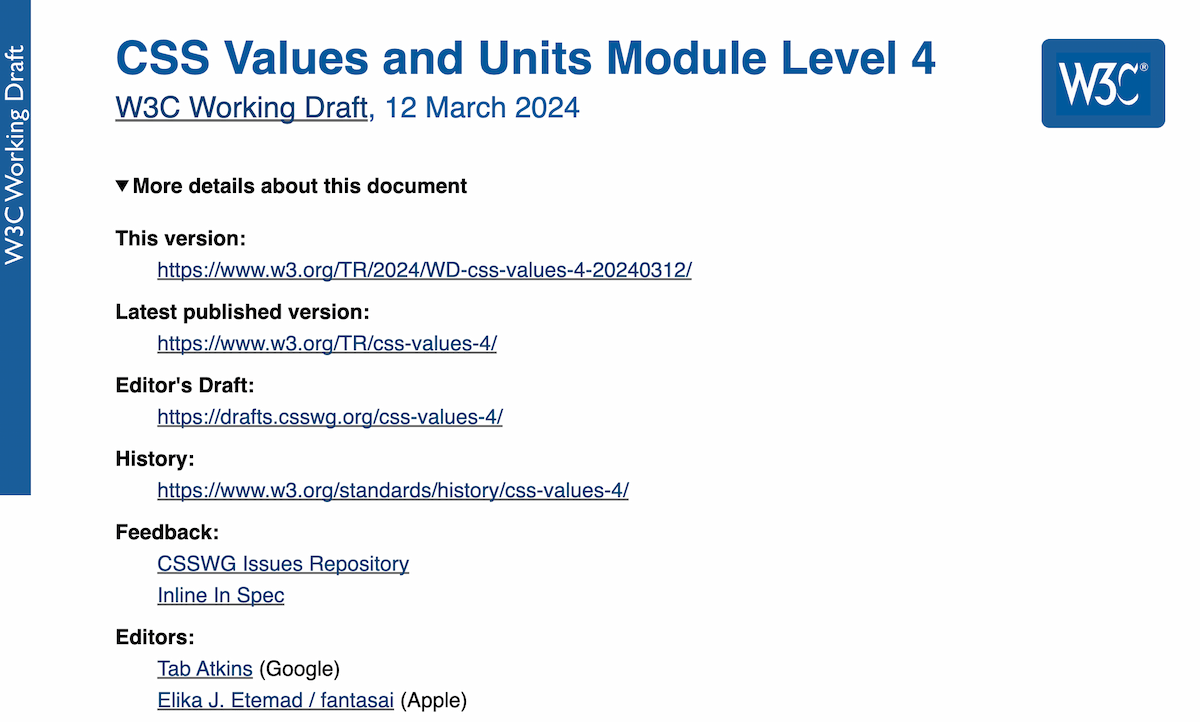 W3C Working Draft
CSS Values and Units Module Level 4
W3C Working Draft, 12 March 2024
W3C®
▼More details about this document
This version:
https://www.w3.org/TR/2024/WD-css-values-4-20240312/
Latest published version:
https://www.w3.org/TR/css-values-4/
Editor's Draft:
https://drafts.csswg.org/css-values-4/
History:
https://www.w3.org/standards/history/css-values-4/
Feedback:
CSSWG Issues Repository
Inline In Spec
Editors:
Tab Atkins (Google)
Elika J. Etemad / fantasai (Apple)